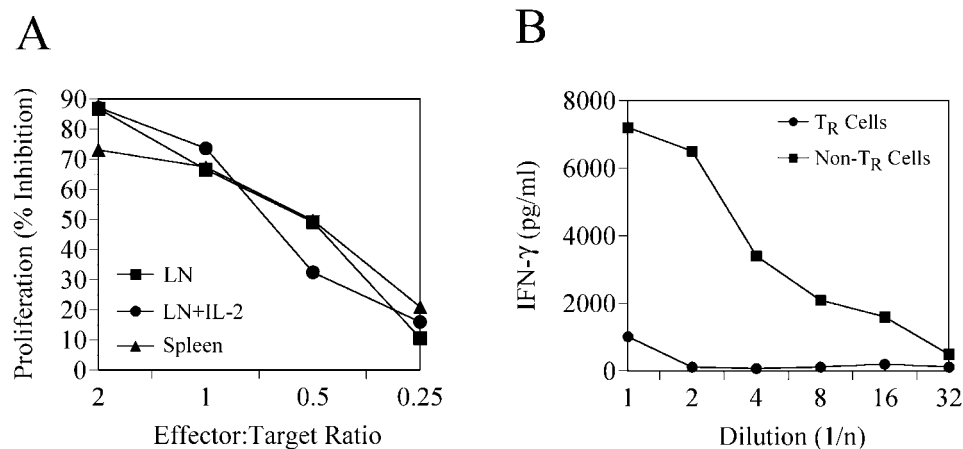 A
Proliferation (% Inhibition)
90
80
70
60
50
40
30
20
10
0
LN
LN+IL-2
Spleen
2 1 0.5 0.25
Effector:Target Ratio
B
IFN-γ (pg/ml)
8000
6000
4000
2000
0
TR Cells
Non-TR Cells
1 2 4 8 16 32
Dilution (1/n)